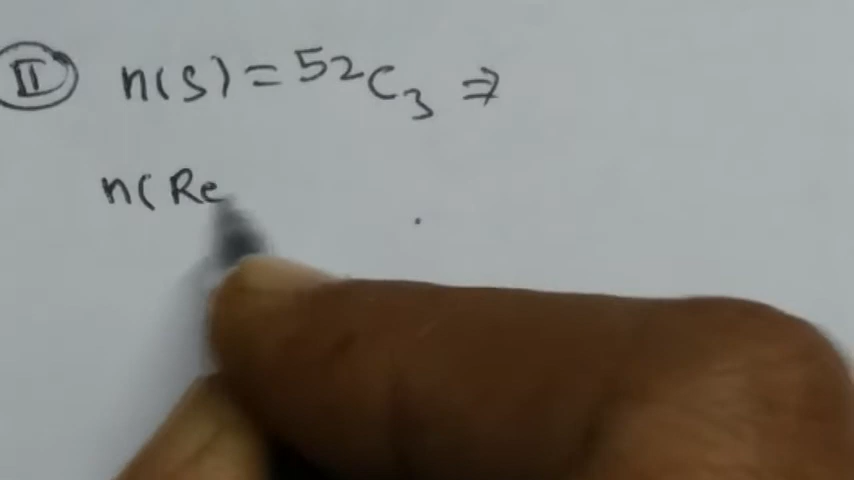 II n(s) = ⁵²C₃ ⇒
n( Re